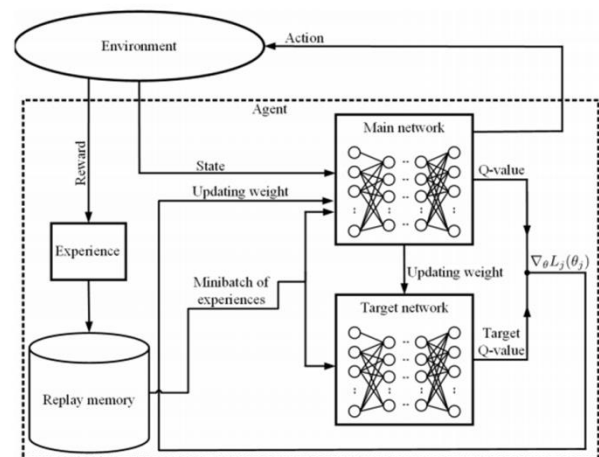 Environment
Action
Agent
Main network
Reward
State
Q-value
Updating weight
Experience
∇θLj(θj)
Updating weight
Minibatch of
experiences
Target network
Target
Q-value
Replay memory